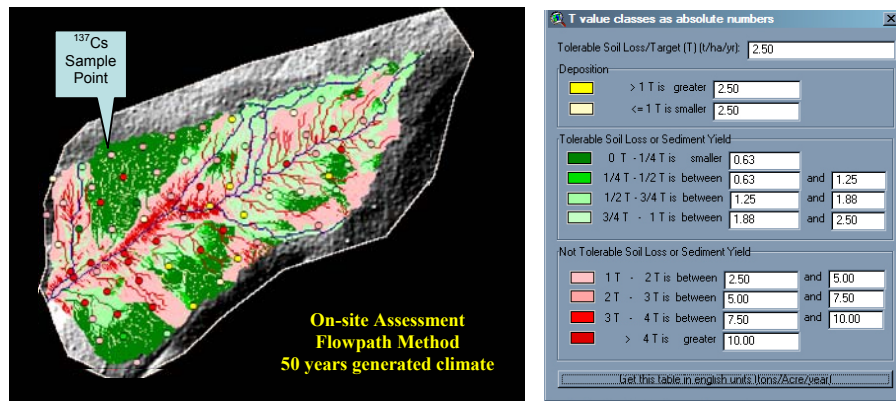 137Cs
Sample
Point
On-site Assessment
Flowpath Method
50 years generated climate
T value classes as absolute numbers
Tolerable Soil Loss/Target (T) (t/ha/yr): 2.50
Deposition
> 1 T is greater 2.50
<= 1 T is smaller 2.50
Tolerable Soil Loss or Sediment Yield
0 T - 1/4 T is smaller 0.63
1/4 T - 1/2 T is between 0.63 and 1.25
1/2 T - 3/4 T is between 1.25 and 1.88
3/4 T - 1 T is between 1.88 and 2.50
Not Tolerable Soil Loss or Sediment Yield
1 T - 2 T is between 2.50 and 5.00
2 T - 3 T is between 5.00 and 7.50
3 T - 4 T is between 7.50 and 10.00
> 4 T is greater 10.00
Get this table in english units (tons/Acre/year)